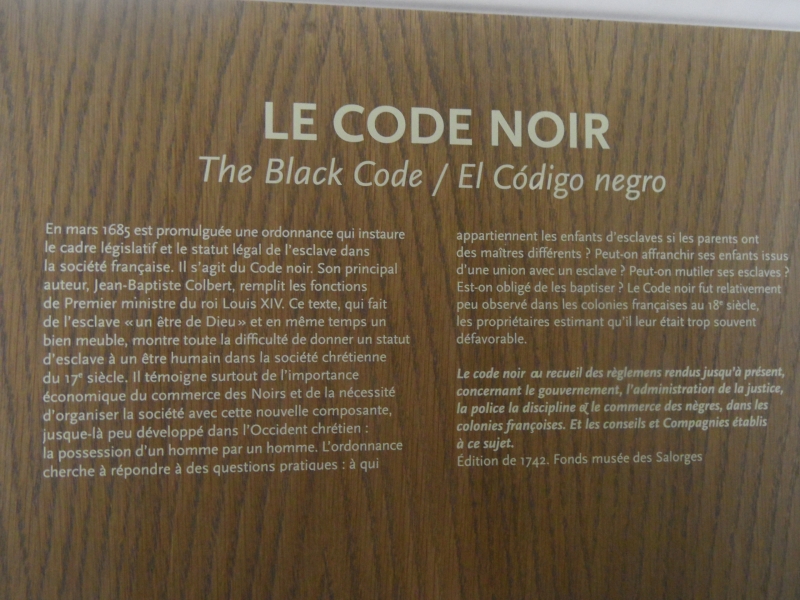 LE CODE NOIR
The Black Code / El Código negro
En mars 1685 est promulguée une ordonnance qui instaure
le cadre législatif et le statut légal de l'esclave dans
la société française. Il s'agit du Code noir. Son principal
auteur, Jean-Baptiste Colbert, remplit les fonctions
de Premier ministre du roi Louis XIV. Ce texte, qui fait
de l'esclave « un être de Dieu » et en même temps un
bien meuble, montre toute la difficulté de donner un statut
d'esclave à un être humain dans la société chrétienne
du 17e siècle. Il témoigne surtout de l'importance
économique du commerce des Noirs et de la nécessité
d'organiser la société avec cette nouvelle composante,
jusque-là peu développé dans l'Occident chrétien :
la possession d'un homme par un homme. L'ordonnance
cherche à répondre à des questions pratiques : à qui
appartiennent les enfants d'esclaves si les parents ont
des maîtres différents ? Peut-on affranchir ses enfants issus
d'une union avec un esclave ? Peut-on mutiler ses esclaves ?
Est-on obligé de les baptiser ? Le Code noir fut relativement
peu observé dans les colonies françaises au 18e siècle,
les propriétaires estimant qu'il leur était trop souvent
défavorable.
Le code noir ou recueil des règlemens rendus jusqu'à présent,
concernant le gouvernement, l'administration de la justice,
la police la discipline & le commerce des nègres, dans les
colonies françoises. Et les conseils et Compagnies établis
à ce sujet.
Édition de 1742. Fonds musée des Salorges